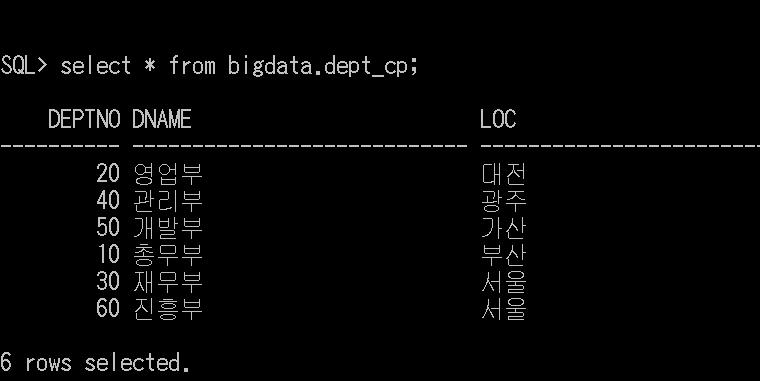 SQL> select * from bigdata.dept_cp;
DEPTNO DNAME LOC
---------- ---------------------------- ------------------------
20 영업부 대전
40 관리부 광주
50 개발부 가산
10 총무부 부산
30 재무부 서울
60 진흥부 서울
6 rows selected.